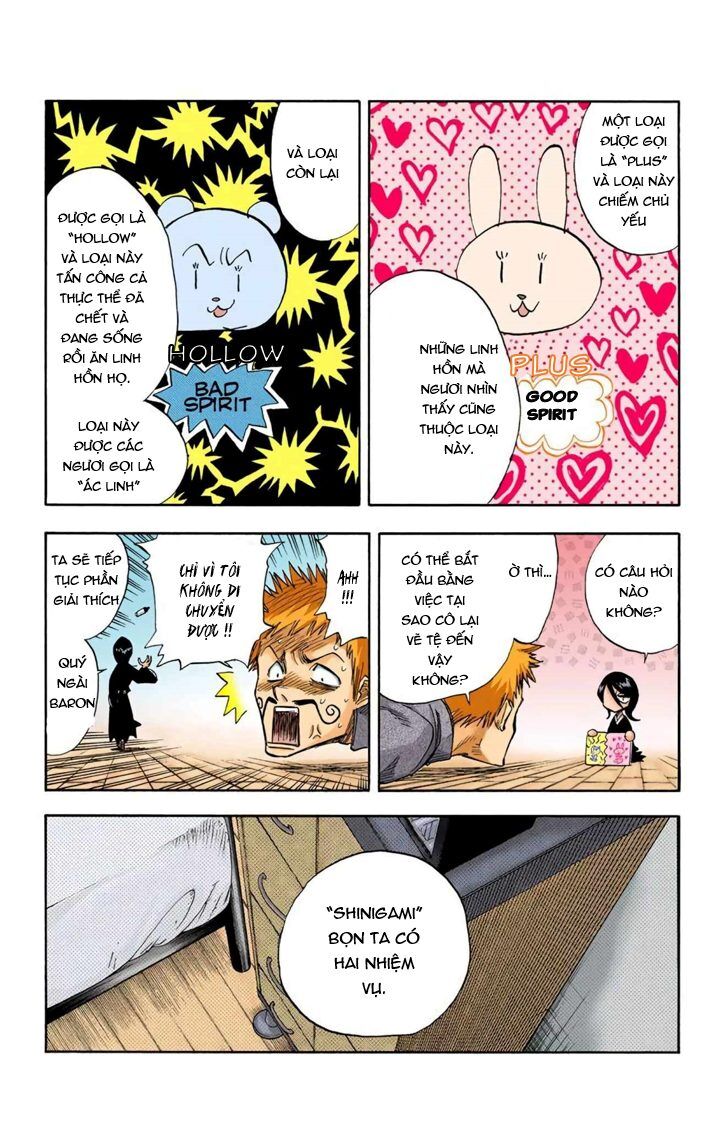 MỘT LOẠI
ĐƯỢC GỌI
LÀ "PLUS"
VÀ LOẠI NÀY
CHIẾM CHỦ
YẾU
NHỮNG LINH
HỒN MÀ
NGƯƠI NHÌN
THẤY CŨNG
THUỘC LOẠI
NÀY.
PLUS
GOOD
SPIRIT
VÀ LOẠI
CÒN LẠI
ĐƯỢC GỌI LÀ
"HOLLOW"
VÀ LOẠI NÀY
TẤN CÔNG CẢ
THỰC THỂ ĐÃ
CHẾT VÀ
ĐANG SỐNG
RỒI ĂN LINH
HỒN HỌ.
LOẠI NÀY
ĐƯỢC CÁC
NGƯƠI GỌI LÀ
"ÁC LINH"
HOLLOW
BAD
SPIRIT
CÓ CÂU HỎI
NÀO
KHÔNG?
Ờ THÌ...
CÓ THỂ BẮT
ĐẦU BẰNG
VIỆC TẠI
SAO CÔ LẠI
VẼ TỆ ĐẾN
VẬY
KHÔNG?
AHH
!!!
CHỈ VÌ TÔI
KHÔNG DI
CHUYỂN
ĐƯỢC !!
TA SẼ TIẾP
TỤC PHẦN
GIẢI THÍCH
QUÝ
NGÀI
BARON
"SHINIGAMI"
BỌN TA CÓ
HAI NHIỆM
VỤ.